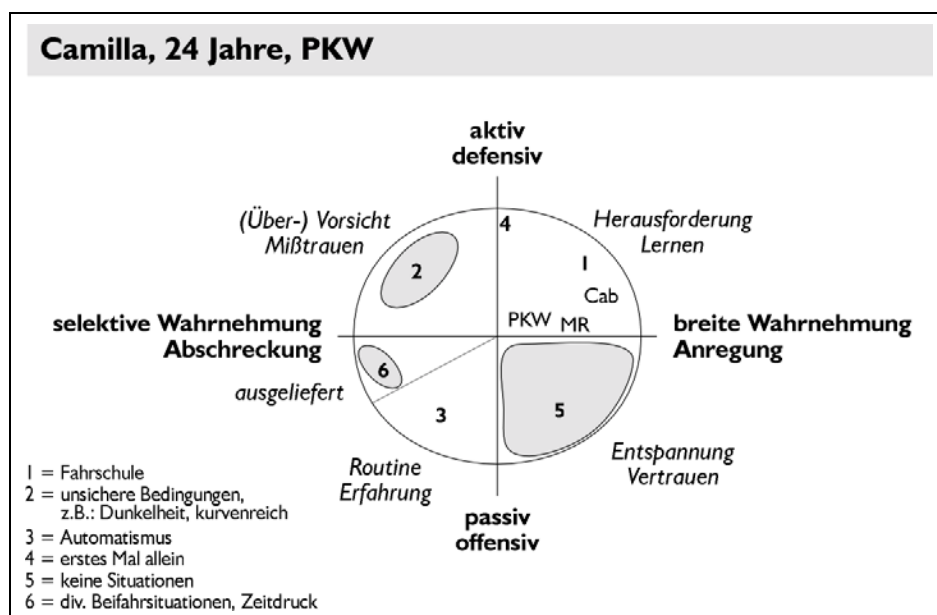 Camilla, 24 Jahre, PKW
aktiv
defensiv
(Über-) Vorsicht
Mißtrauen
4
Herausforderung
Lernen
2
1
Cab
PKW
MR
selektive Wahrnehmung
Abschreckung
breite Wahrnehmung
Anregung
6
ausgeliefert
3
5
Routine
Erfahrung
Entspannung
Vertrauen
passiv
offensiv
1 = Fahrschule
2 = unsichere Bedingungen,
z.B.: Dunkelheit, kurvenreich
3 = Automatismus
4 = erstes Mal allein
5 = keine Situationen
6 = div. Beifahrsituationen, Zeitdruck